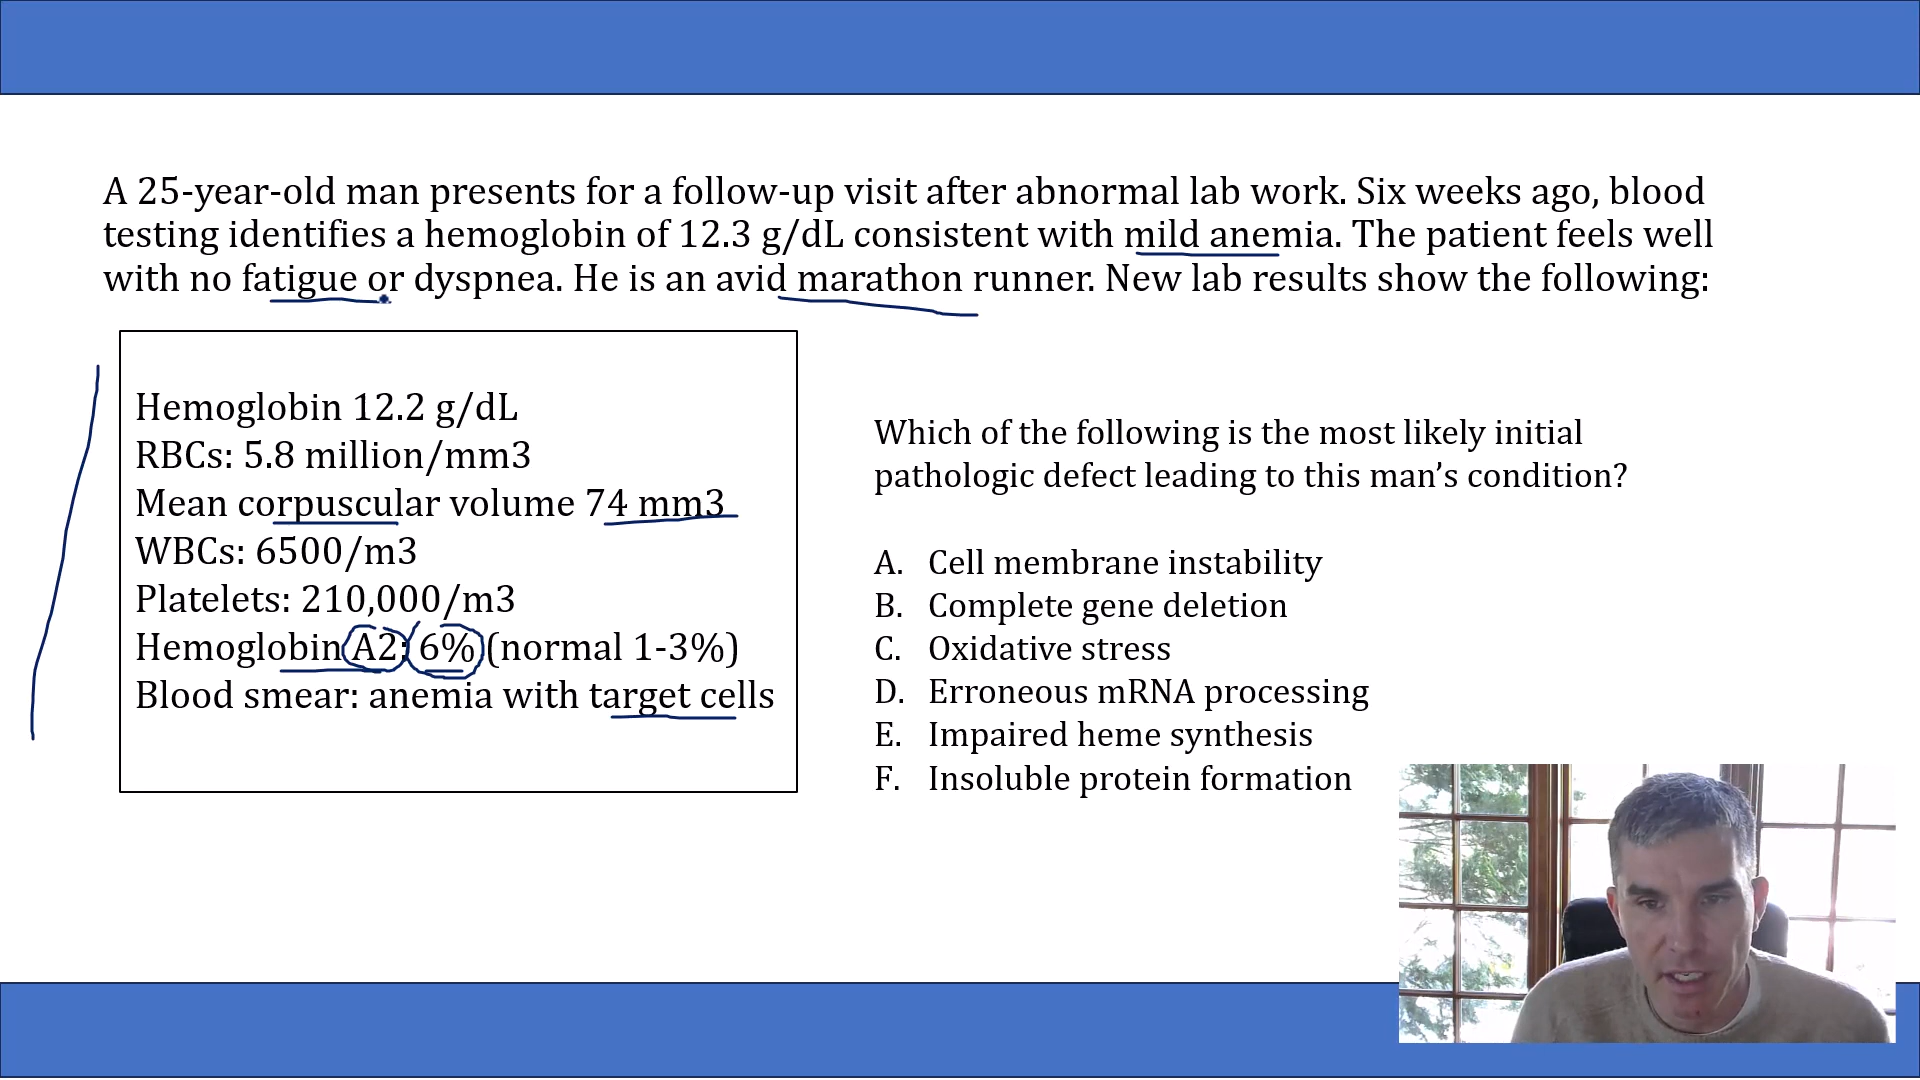 A 25-year-old man presents for a follow-up visit after abnormal lab work. Six weeks ago, blood
testing identifies a hemoglobin of 12.3 g/dL consistent with mild anemia. The patient feels well
with no fatigue or dyspnea. He is an avid marathon runner. New lab results show the following:
Hemoglobin 12.2 g/dL
RBCs: 5.8 million/mm3
Mean corpuscular volume 74 mm3
WBCs: 6500/m3
Platelets: 210,000/m3
Hemoglobin A2: 6% (normal 1-3%)
Blood smear: anemia with target cells
Which of the following is the most likely initial
pathologic defect leading to this man’s condition?
A. Cell membrane instability
B. Complete gene deletion
C. Oxidative stress
D. Erroneous mRNA processing
E. Impaired heme synthesis
F. Insoluble protein formation